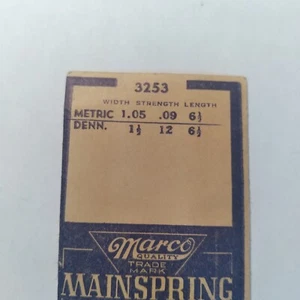 3253
WIDTH STRENGTH LENGTH
METRIC 1.05 .09 6½
DENN. 1½ 12 6½
Marco
QUALITY
TRADE
MARK
MAINSPRING